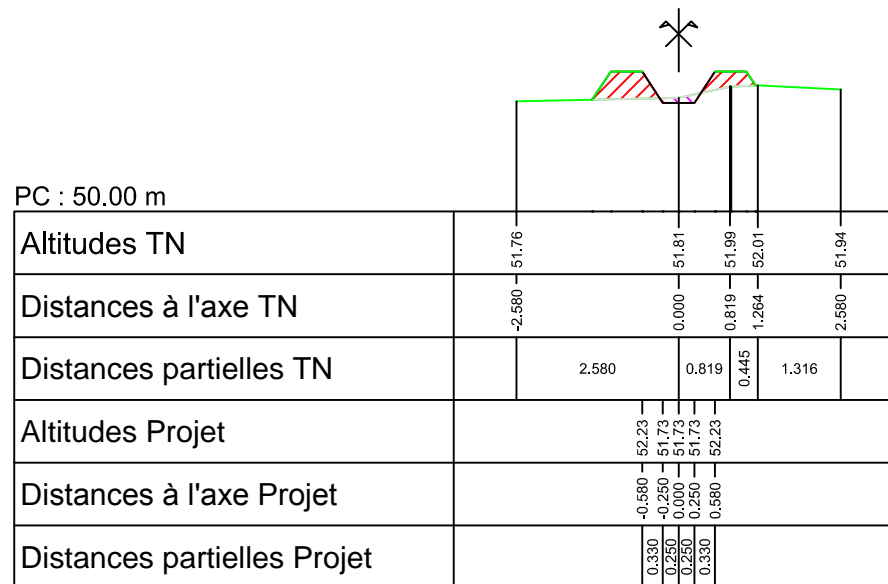 PC : 50.00 m
Altitudes TN 51.76 51.81 51.99 52.01 51.94
Distances à l'axe TN -2.580 0.000 0.819 1.264 2.580
Distances partielles TN 2.580 0.819 0.445 1.316
Altitudes Projet 52.23 51.73 51.73 51.73 52.23
Distances à l'axe Projet -0.580 -0.250 0.000 0.250 0.580
Distances partielles Projet 0.330 0.250 0.250 0.330